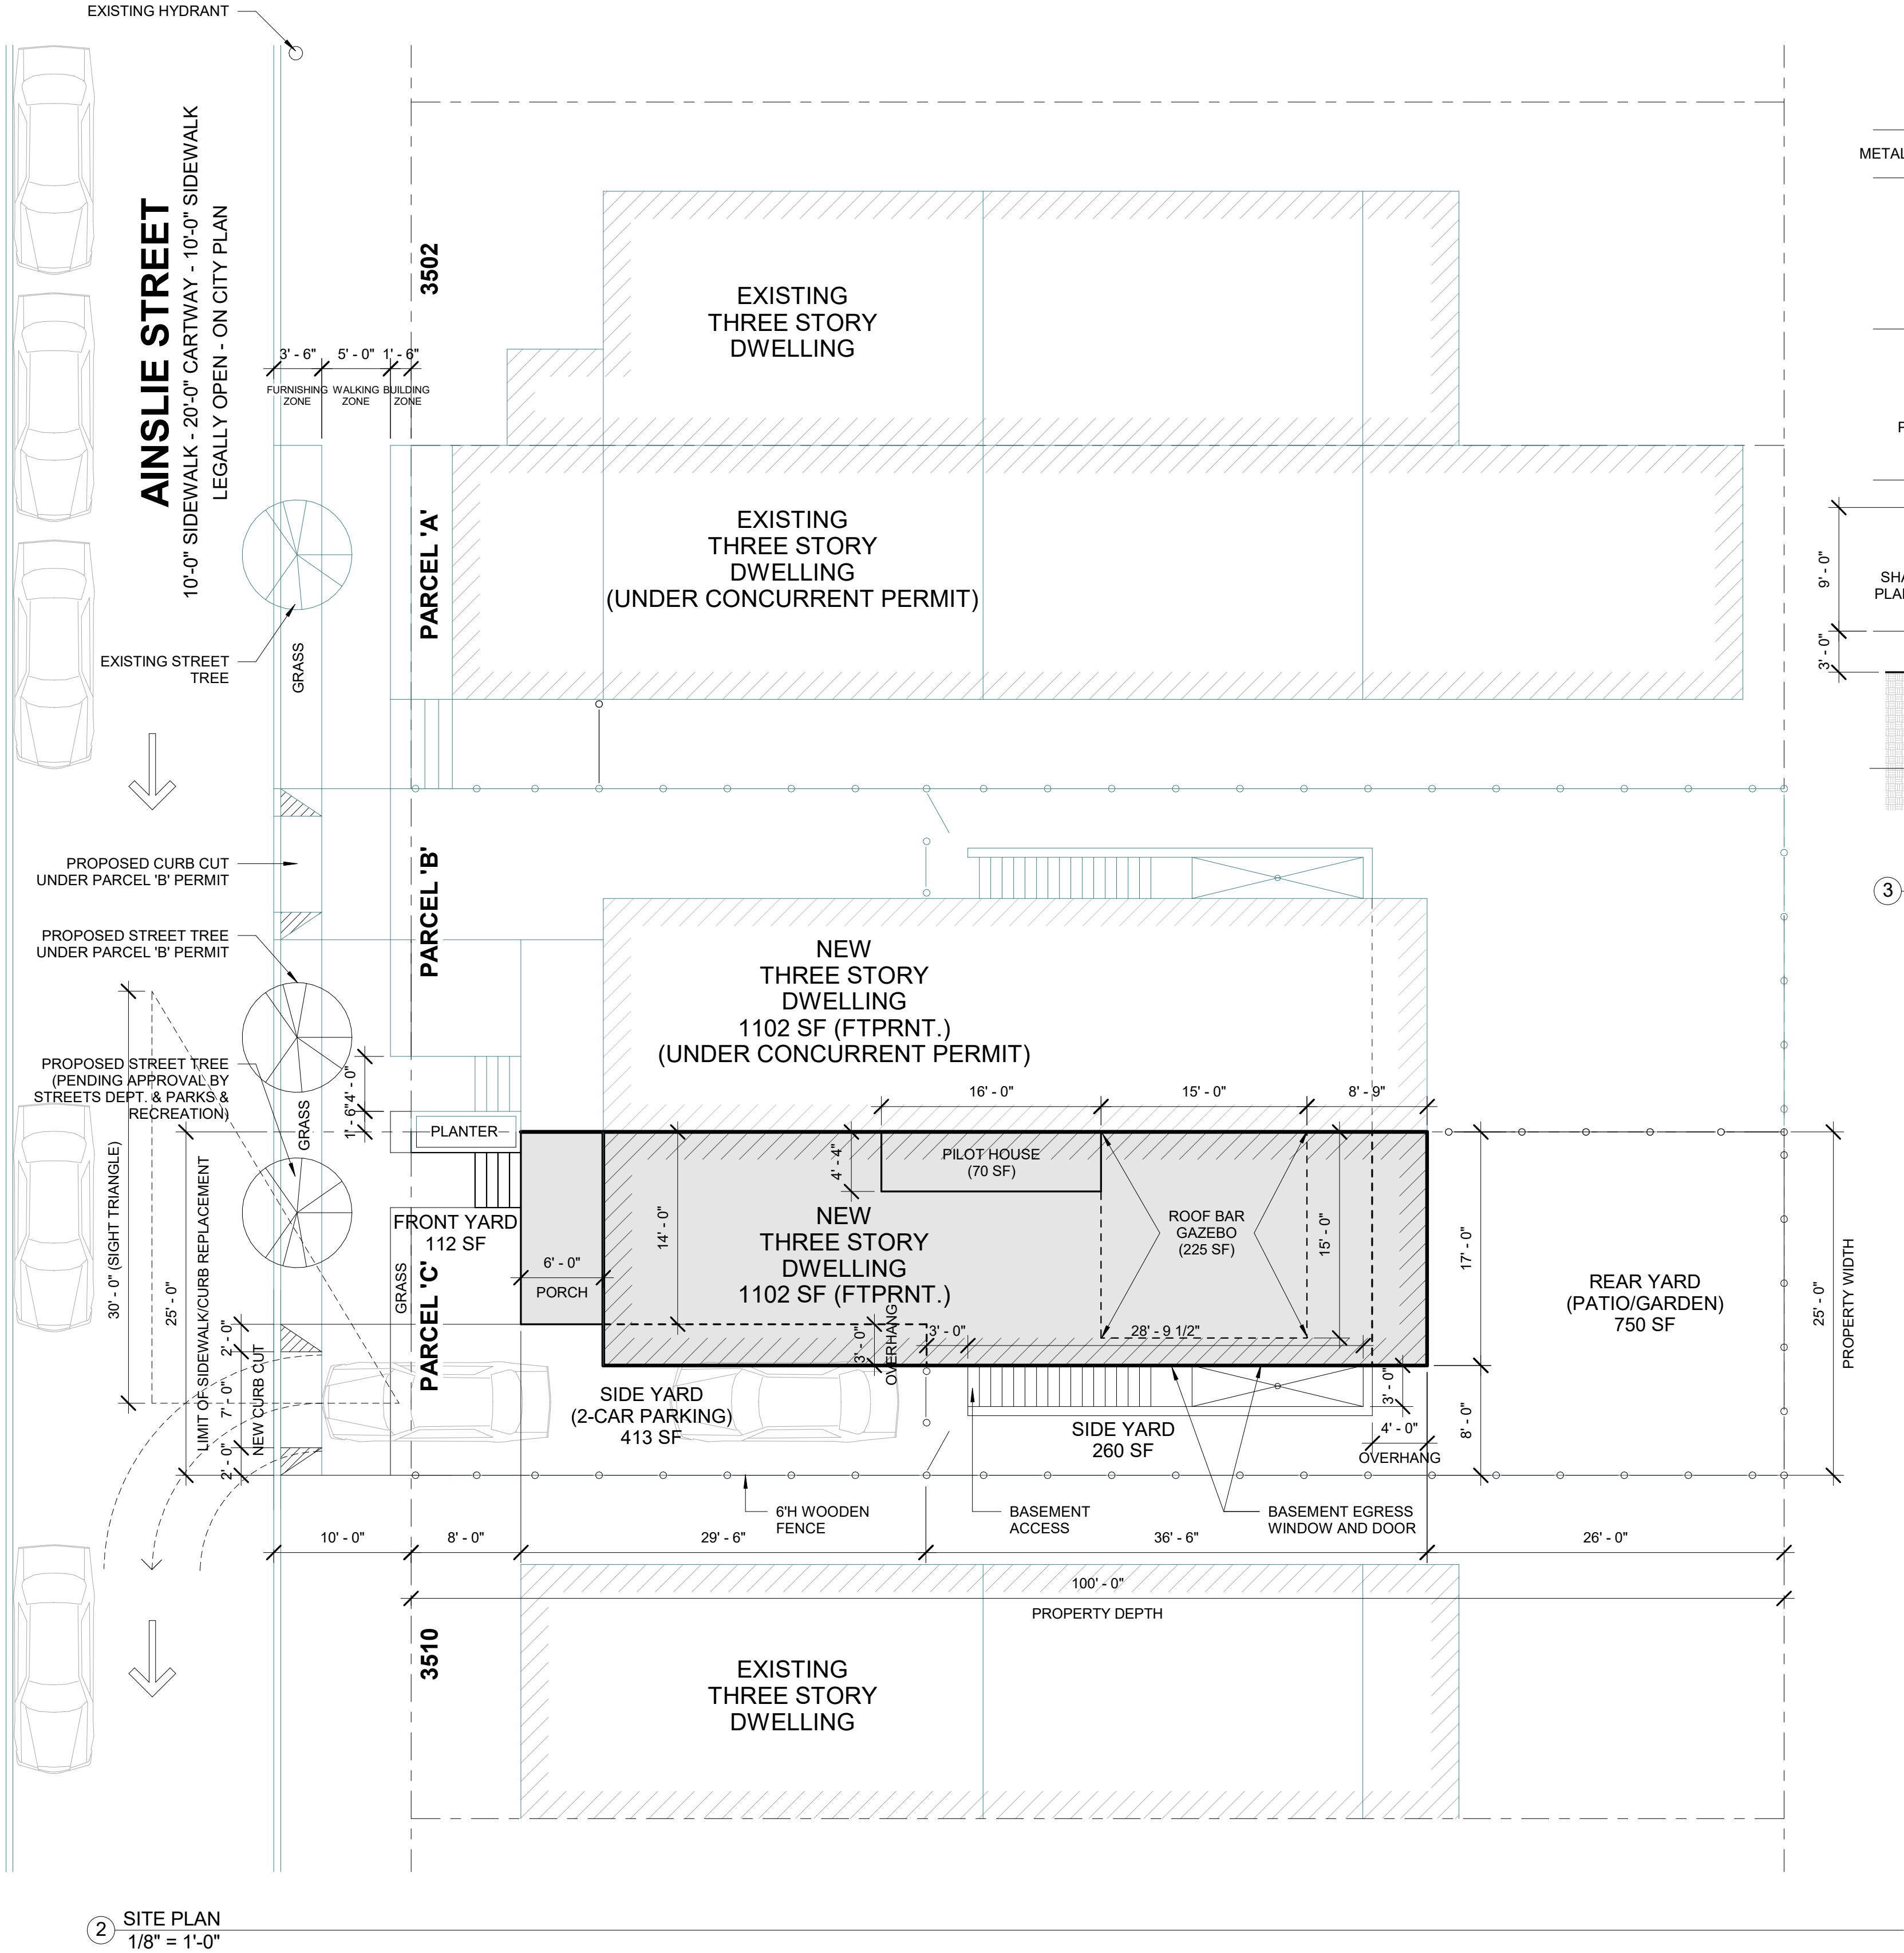 EXISTING HYDRANT
AINSLIE STREET
10'-0" SIDEWALK - 20'-0" CARTWAY - 10'-0" SIDEWALK
LEGALLY OPEN - ON CITY PLAN
3502
EXISTING
THREE STORY
DWELLING
3' - 6"
5' - 0"
1' - 6"
FURNISHING
ZONE
WALKING
ZONE
BUILDING
ZONE
METAL
PARCEL 'A'
EXISTING
THREE STORY
DWELLING
(UNDER CONCURRENT PERMIT)
EXISTING STREET
TREE
GRASS
9' - 0"
3' - 0"
SHA
PLA
3
PROPOSED CURB CUT
UNDER PARCEL 'B' PERMIT
PROPOSED STREET TREE
UNDER PARCEL 'B' PERMIT
PARCEL 'B'
NEW
THREE STORY
DWELLING
1102 SF (FTPRNT.)
(UNDER CONCURRENT PERMIT)
PROPOSED STREET TREE
(PENDING APPROVAL BY
STREETS DEPT. & PARKS &
RECREATION)
GRASS
4' - 0"
1' - 6"
PLANTER
16' - 0"
15' - 0"
8' - 9"
PILOT HOUSE
(70 SF)
4' - 4"
14' - 0"
NEW
THREE STORY
DWELLING
1102 SF (FTPRNT.)
ROOF BAR
GAZEBO
(225 SF)
15' - 0"
17' - 0"
REAR YARD
(PATIO/GARDEN)
750 SF
25' - 0"
PROPERTY WIDTH
30' - 0" (SIGHT TRIANGLE)
25' - 0"
LIMIT OF SIDEWALK/CURB REPLACEMENT
2' - 0"
7' - 0"
2' - 0"
NEW CURB CUT
FRONT YARD
112 SF
GRASS
PARCEL 'C'
6' - 0"
PORCH
3' - 0"
OVERHANG
3' - 0"
28' - 9 1/2"
SIDE YARD
(2-CAR PARKING)
413 SF
SIDE YARD
260 SF
3' - 0"
4' - 0"
OVERHANG
8' - 0"
6'H WOODEN
FENCE
BASEMENT
ACCESS
BASEMENT EGRESS
WINDOW AND DOOR
10' - 0"
8' - 0"
29' - 6"
36' - 6"
26' - 0"
100' - 0"
PROPERTY DEPTH
3510
EXISTING
THREE STORY
DWELLING
2
SITE PLAN
1/8" = 1'-0"